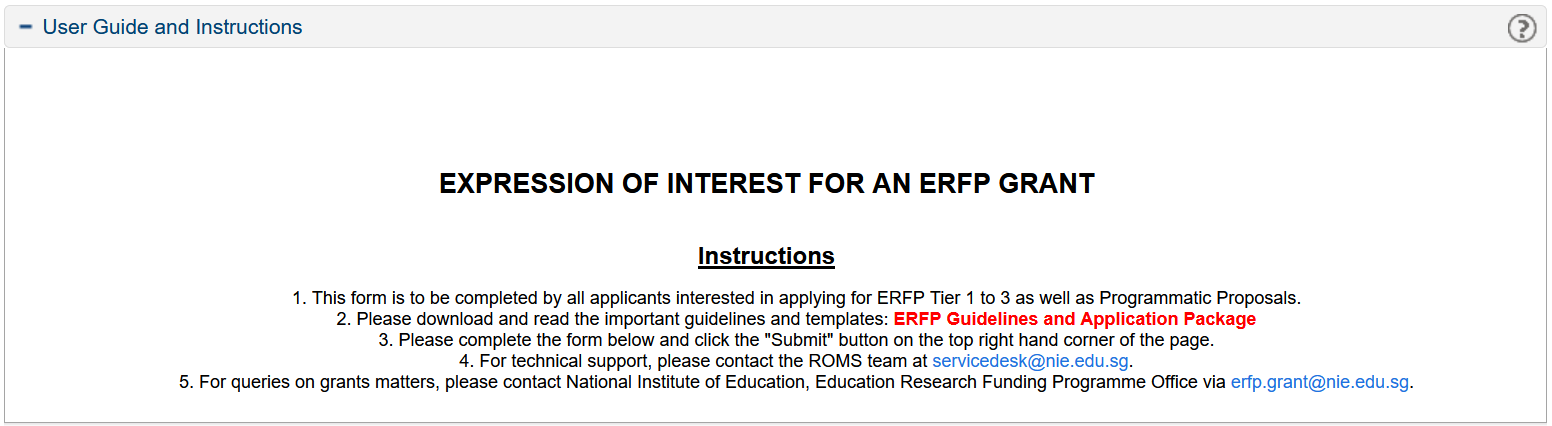 User Guide and Instructions
EXPRESSION OF INTEREST FOR AN ERFP GRANT
Instructions
1. This form is to be completed by all applicants interested in applying for ERFP Tier 1 to 3 as well as Programmatic Proposals.
2. Please download and read the important guidelines and templates: ERFP Guidelines and Application Package
3. Please complete the form below and click the "Submit" button on the top right hand corner of the page.
4. For technical support, please contact the ROMS team at servicedesk@nie.edu.sg.
5. For queries on grants matters, please contact National Institute of Education, Education Research Funding Programme Office via erfp.grant@nie.edu.sg.